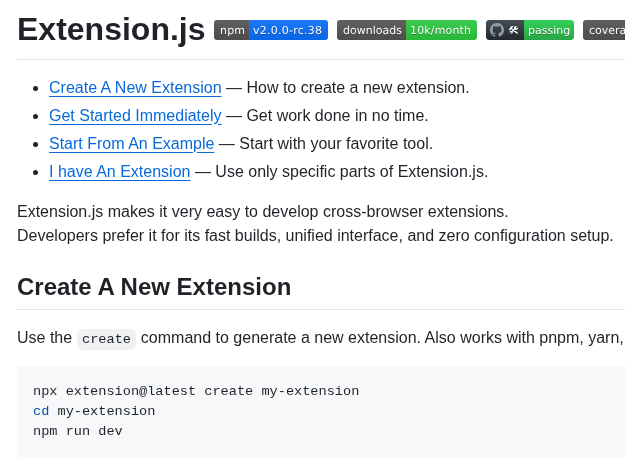 Extension.js npm v2.0.0-rc.38 downloads 10k/month passing covera
Create A New Extension — How to create a new extension.
Get Started Immediately — Get work done in no time.
Start From An Example — Start with your favorite tool.
I have An Extension — Use only specific parts of Extension.js.
Extension.js makes it very easy to develop cross-browser extensions.
Developers prefer it for its fast builds, unified interface, and zero configuration setup.
Create A New Extension
Use the create command to generate a new extension. Also works with pnpm, yarn,
npx extension@latest create my-extension
cd my-extension
npm run dev